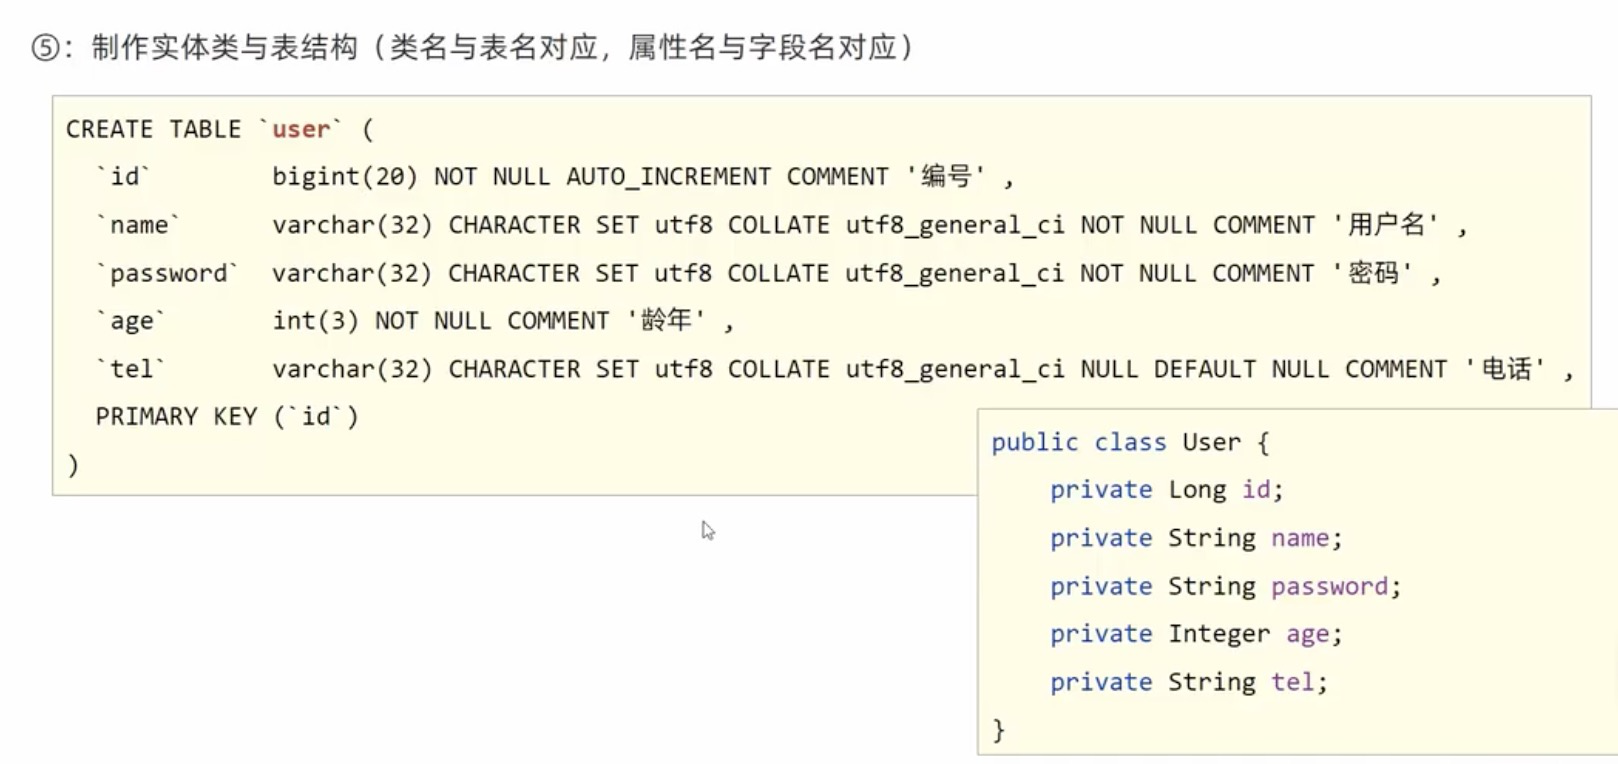 ⑤：制作实体类与表结构（类名与表名对应，属性名与字段名对应）
CREATE TABLE `user` (
`id` bigint(20) NOT NULL AUTO_INCREMENT COMMENT '编号' ,
`name` varchar(32) CHARACTER SET utf8 COLLATE utf8_general_ci NOT NULL COMMENT '用户名' ,
`password` varchar(32) CHARACTER SET utf8 COLLATE utf8_general_ci NOT NULL COMMENT '密码' ,
`age` int(3) NOT NULL COMMENT '龄年' ,
`tel` varchar(32) CHARACTER SET utf8 COLLATE utf8_general_ci NULL DEFAULT NULL COMMENT '电话' ,
PRIMARY KEY (`id`)
)
public class User {
private Long id;
private String name;
private String password;
private Integer age;
private String tel;
}